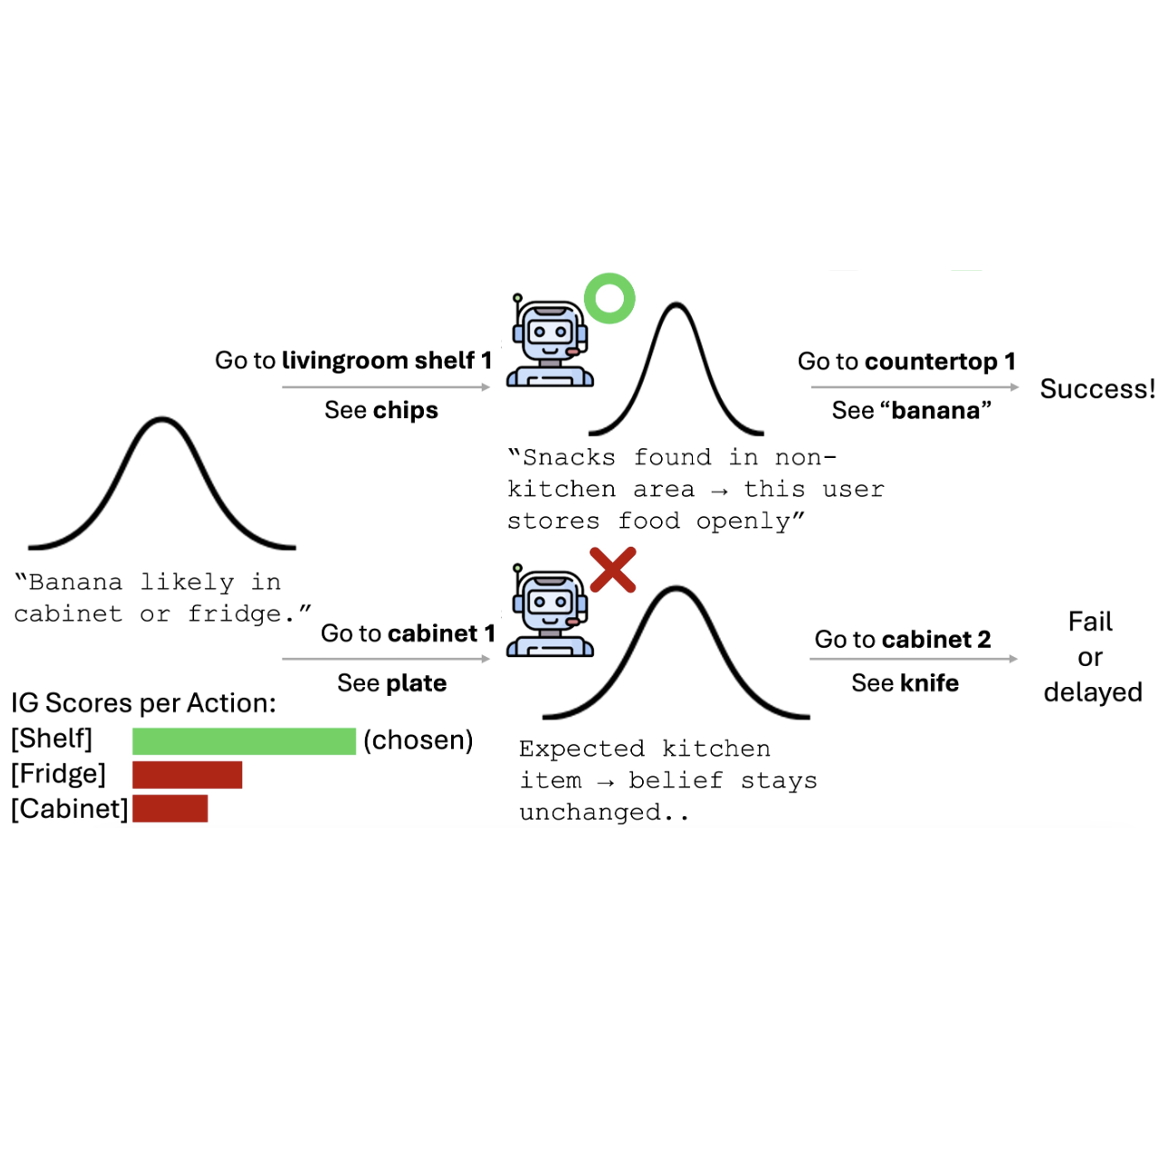 Go to livingroom shelf 1
See chips
Go to countertop 1
See “banana”
Success!
“Snacks found in non-
kitchen area → this user
stores food openly”
“Banana likely in
cabinet or fridge.”
Go to cabinet 1
See plate
Go to cabinet 2
See knife
Fail
or
delayed
Expected kitchen
item → belief stays
unchanged..
IG Scores per Action:
[Shelf] (chosen)
[Fridge]
[Cabinet]